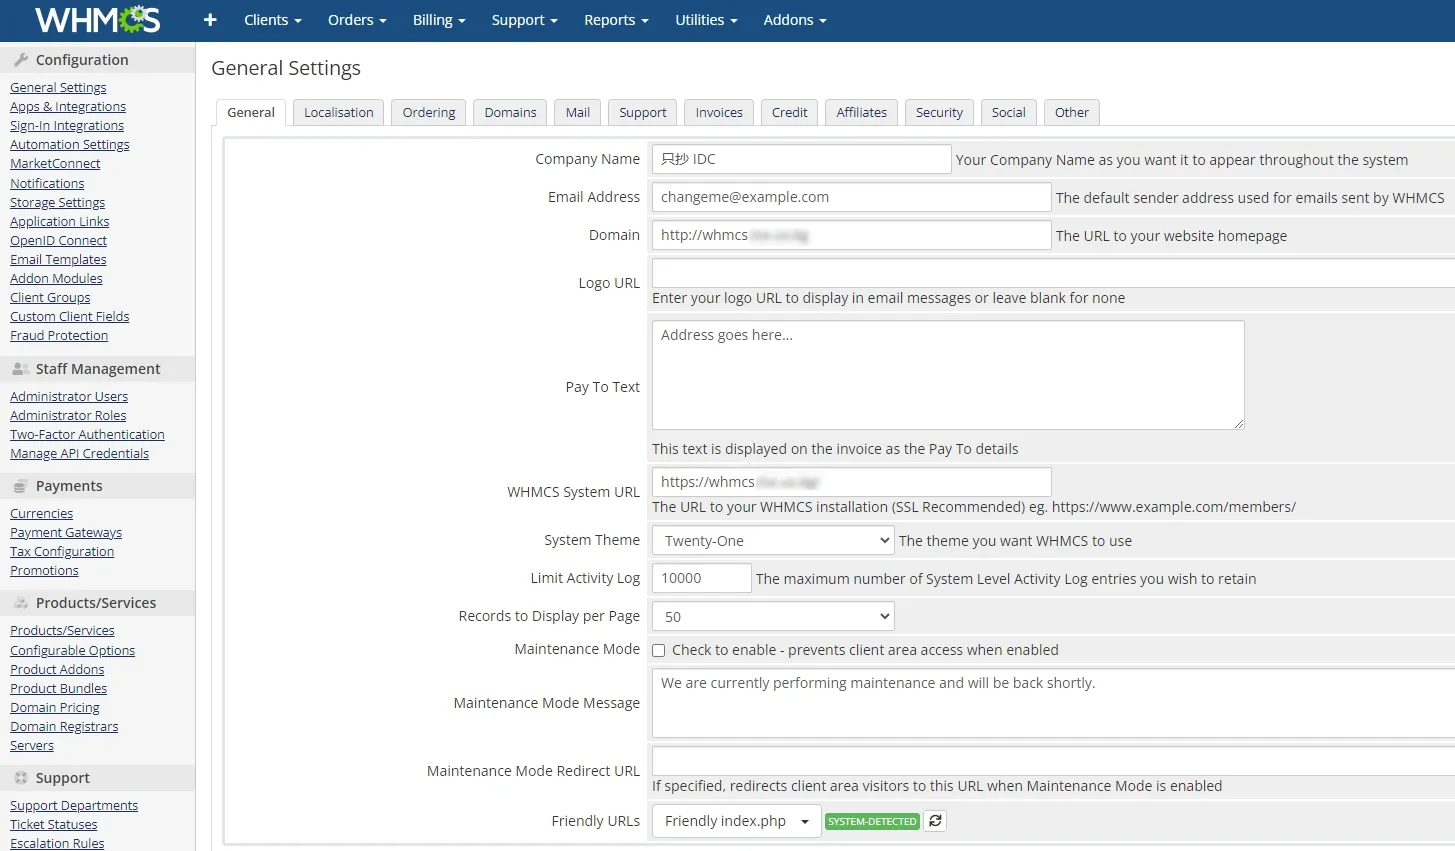 WHMCS
+ Clients Orders Billing Support Reports Utilities Addons
Configuration
General Settings
Apps & Integrations
Sign-In Integrations
Automation Settings
MarketConnect
Notifications
Storage Settings
Application Links
OpenID Connect
Email Templates
Addon Modules
Client Groups
Custom Client Fields
Fraud Protection
Staff Management
Administrator Users
Administrator Roles
Two-Factor Authentication
Manage API Credentials
Payments
Currencies
Payment Gateways
Tax Configuration
Promotions
Products/Services
Products/Services
Configurable Options
Product Addons
Product Bundles
Domain Pricing
Domain Registrars
Servers
Support
Support Departments
Ticket Statuses
Escalation Rules
General Settings
General Localisation Ordering Domains Mail Support Invoices Credit Affiliates Security Social Other
Company Name 只抄 IDC Your Company Name as you want it to appear throughout the system
Email Address changeme@example.com The default sender address used for emails sent by WHMCS
Domain http://whmcs The URL to your website homepage
Logo URL
Enter your logo URL to display in email messages or leave blank for none
Address goes here...
Pay To Text
This text is displayed on the invoice as the Pay To details
WHMCS System URL https://whmcs
The URL to your WHMCS installation (SSL Recommended) eg. https://www.example.com/members/
System Theme Twenty-One The theme you want WHMCS to use
Limit Activity Log 10000 The maximum number of System Level Activity Log entries you wish to retain
Records to Display per Page 50
Maintenance Mode Check to enable - prevents client area access when enabled
Maintenance Mode Message We are currently performing maintenance and will be back shortly.
Maintenance Mode Redirect URL
If specified, redirects client area visitors to this URL when Maintenance Mode is enabled
Friendly URLs Friendly index.php SYSTEM-DETECTED